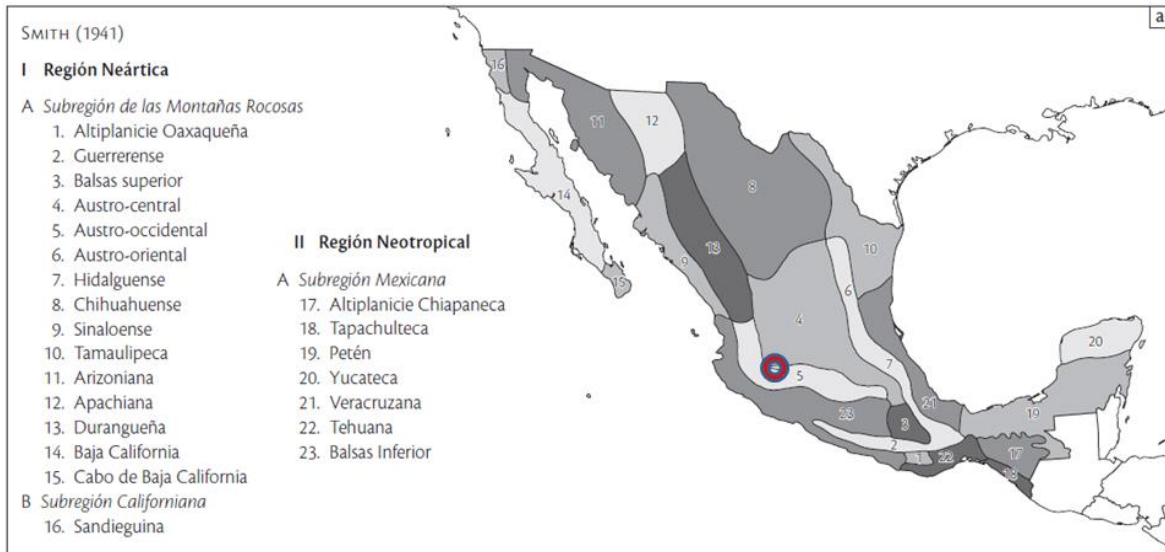 SMITH (1941)
a
I Región Neártica
A Subregión de las Montañas Rocosas
1. Altiplanicie Oaxaqueña
2. Guerrerense
3. Balsas superior
4. Austro-central
5. Austro-occidental
6. Austro-oriental
7. Hidalguense
8. Chihuahuense
9. Sinaloense
10. Tamaulipeca
11. Arizoniana
12. Apachiana
13. Durangueña
14. Baja California
15. Cabo de Baja California
B Subregión Californiana
16. Sandieguina
II Región Neotropical
A Subregión Mexicana
17. Altiplanicie Chiapaneca
18. Tapachulteca
19. Petén
20. Yucateca
21. Veracruzana
22. Tehuana
23. Balsas Inferior
16
11
12
8
14
13
10
9
15
6
4
20
5
7
23
3
21
19
2
1
22
17
18